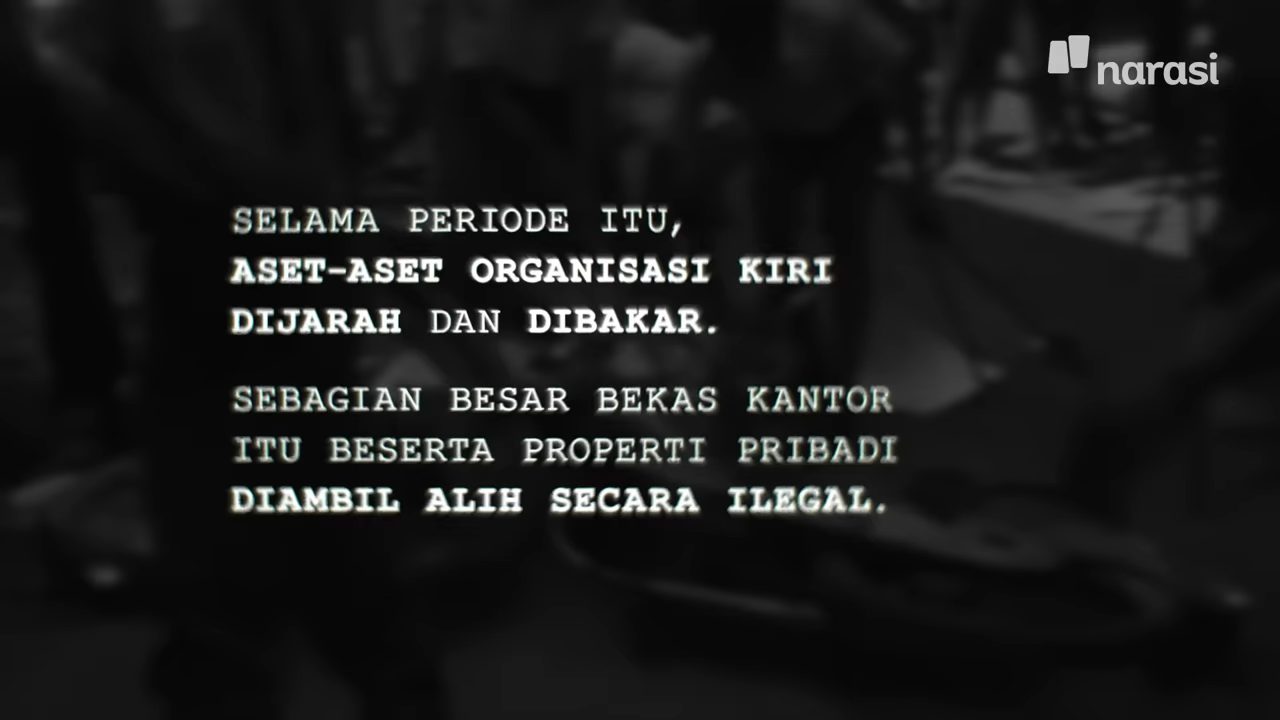 narasi
SELAMA PERIODE ITU,
ASET-ASET ORGANISASI KIRI
DIJARAH DAN DIBAKAR.
SEBAGIAN BESAR BEKAS KANTOR
ITU BESERTA PROPERTI PRIBADI
DIAMBIL ALIH SECARA ILEGAL.